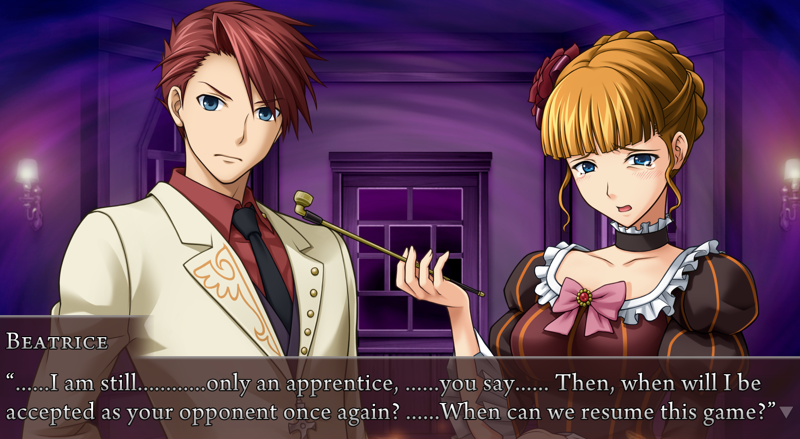 BEATRICE
“......I am still............only an apprentice, ......you say...... Then, when will I be
accepted as your opponent once again? ......When can we resume this game?”